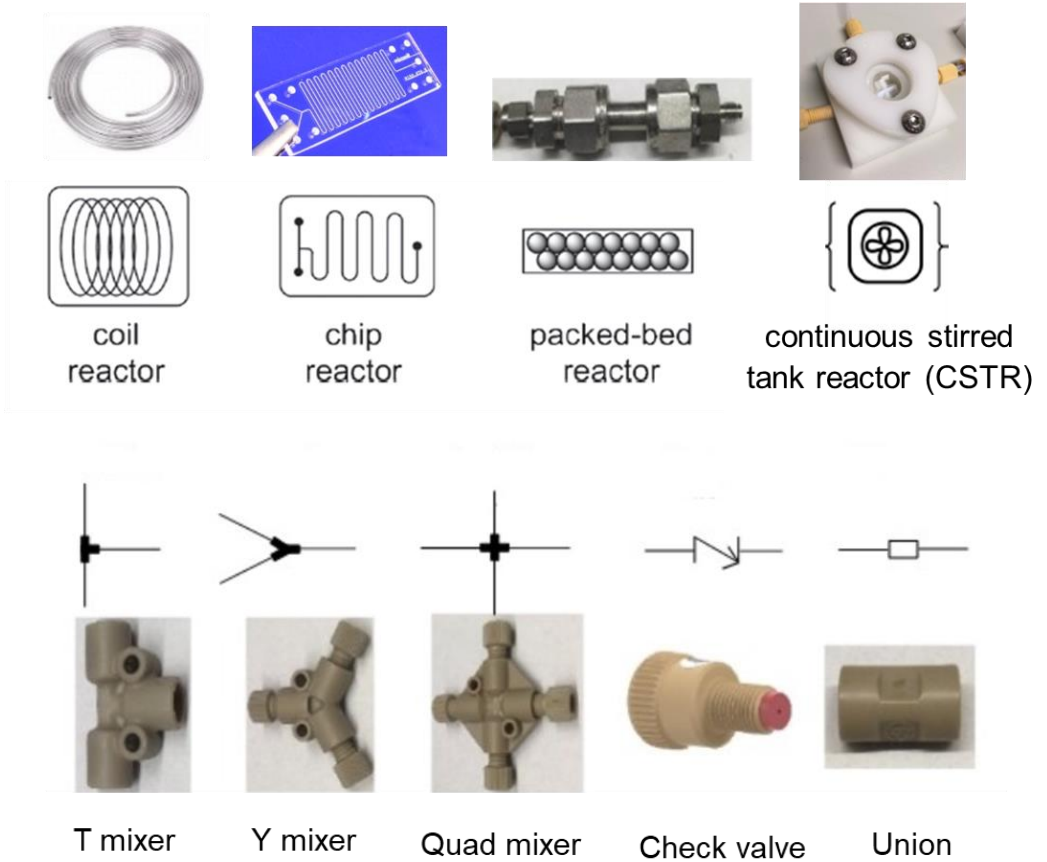 coil
reactor
chip
reactor
packed-bed
reactor
continuous stirred
tank reactor (CSTR)
T mixer
Y mixer
Quad mixer
Check valve
Union